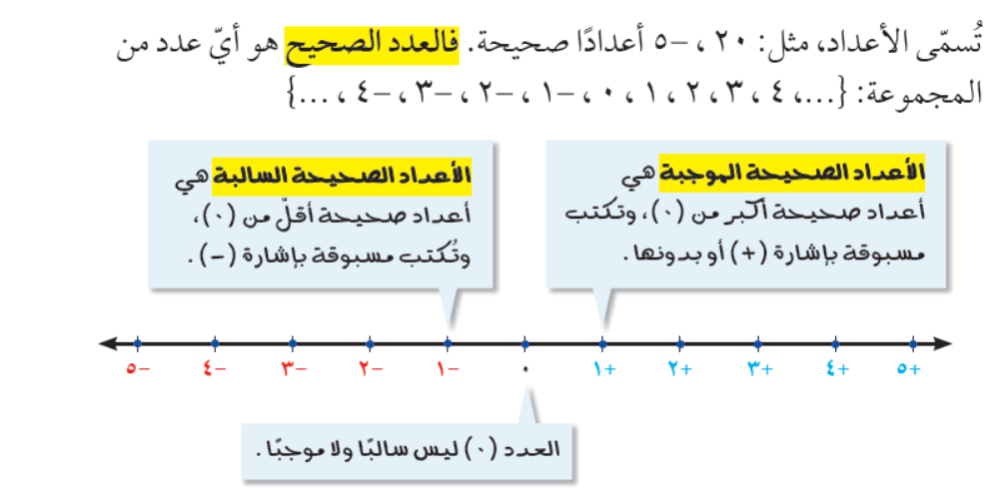 تُسمّى الأعداد، مثل: ٢٠ ، –٥ أعدادًا صحيحة. فالعدد الصحيح هو أيّ عدد من
المجموعة: {...، ٤ ، ٣ ، ٢ ، ١ ، ٠ ، –١ ، –٢ ، –٣ ، –٤ ، ...}
الأعداد الصحيحة الموجبة هي
أعداد صحيحة أكبر من (٠)، وتكتب
مسبوقة بإشارة (+) أو بدونها.
الأعداد الصحيحة السالبة هي
أعداد صحيحة أقلّ من (٠)،
وتُكتب مسبوقة بإشارة (–).
+٥ +٤ +٣ +٢ +١ ٠ –١ –٢ –٣ –٤ –٥
العدد (٠) ليس سالبًا ولا موجبًا.